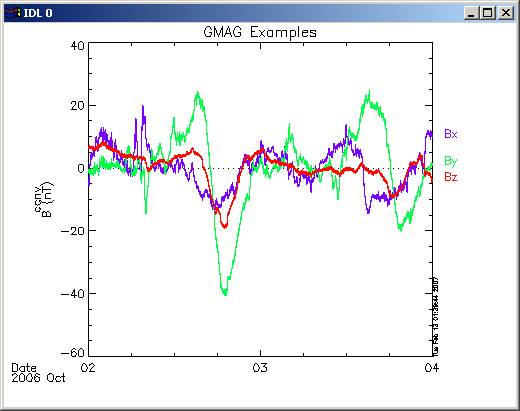 IDL 0
GMAG Examples
40
20
0
-20
-40
-60
ccnv
B (nT)
Bx
By
Bz
02
03
04
Date
2006 Oct